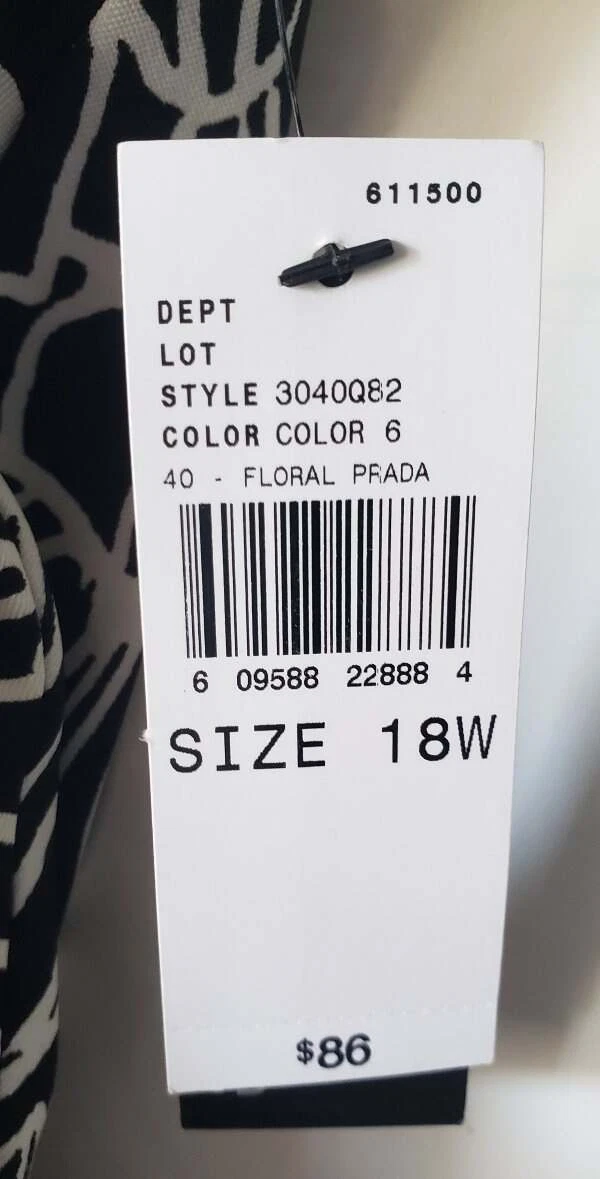 611500
DEPT
LOT
STYLE 3040Q82
COLOR COLOR 6
40 - FLORAL PRADA
6 09588 22888 4
SIZE 18W
$86